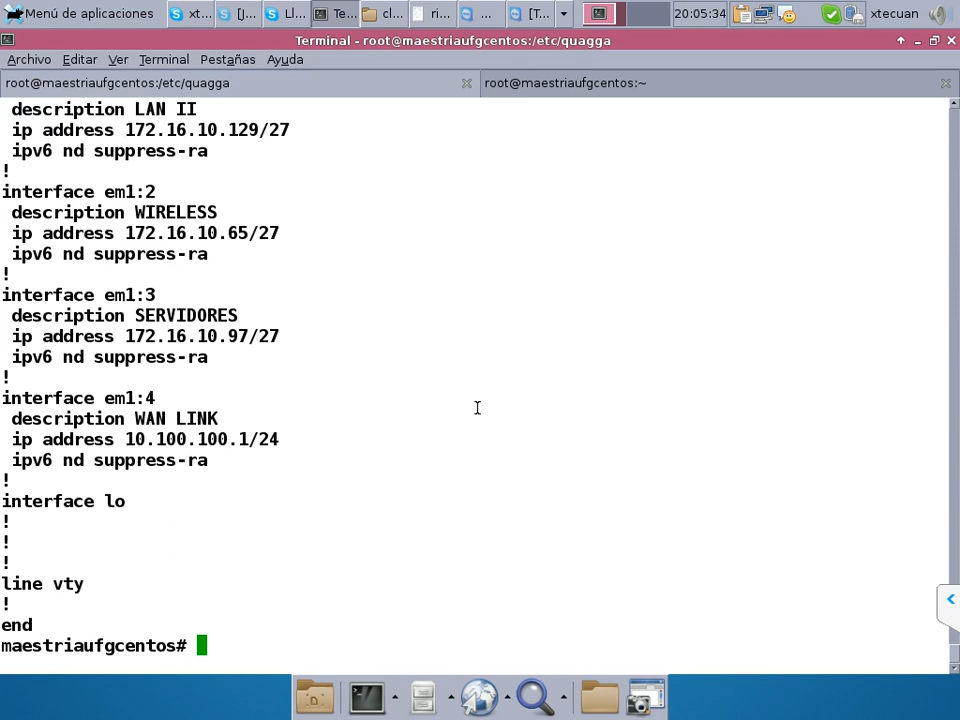 Menú de aplicaciones
xt...
[J...
Ll...
Te...
cl...
ri...
...
[T...
20:05:34
xtecuan
Terminal - root@maestriaufgcentos:/etc/quagga
Archivo Editar Ver Terminal Pestañas Ayuda
root@maestriaufgcentos:/etc/quagga
root@maestriaufgcentos:~
description LAN II
ip address 172.16.10.129/27
ipv6 nd suppress-ra
!
interface em1:2
description WIRELESS
ip address 172.16.10.65/27
ipv6 nd suppress-ra
!
interface em1:3
description SERVIDORES
ip address 172.16.10.97/27
ipv6 nd suppress-ra
!
interface em1:4
description WAN LINK
ip address 10.100.100.1/24
ipv6 nd suppress-ra
!
interface lo
!
!
!
line vty
!
end
maestriaufgcentos#